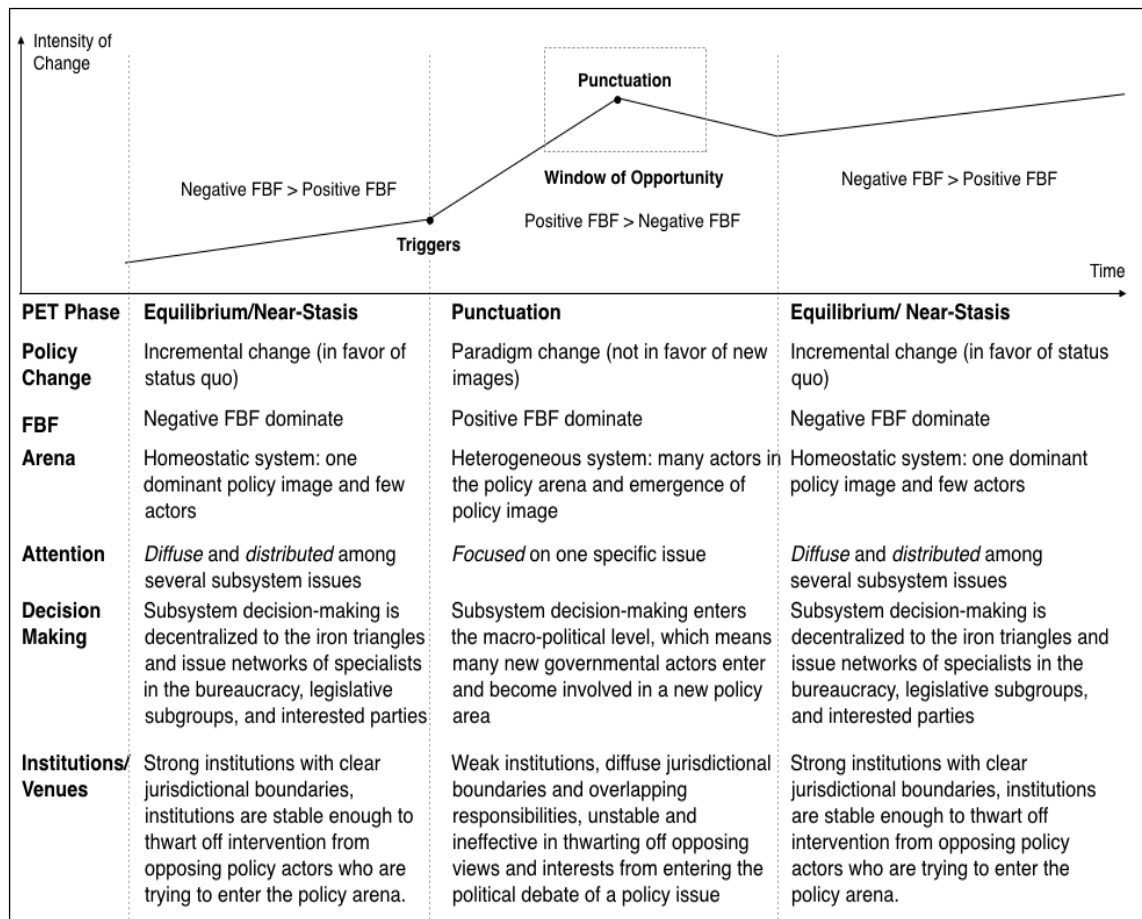 Intensity of
Change
Punctuation
Negative FBF > Positive FBF
Window of Opportunity
Negative FBF > Positive FBF
Positive FBF > Negative FBF
Triggers
Time
PET Phase
Equilibrium/Near-Stasis
Punctuation
Equilibrium/ Near-Stasis
Policy
Change
Incremental change (in favor of
status quo)
Paradigm change (not in favor of new
images)
Incremental change (in favor of status
quo)
FBF
Negative FBF dominate
Positive FBF dominate
Negative FBF dominate
Arena
Homeostatic system: one
dominant policy image and few
actors
Heterogeneous system: many actors in
the policy arena and emergence of
policy image
Homeostatic system: one dominant
policy image and few actors
Attention
Diffuse and distributed among
several subsystem issues
Focused on one specific issue
Diffuse and distributed among
several subsystem issues
Decision
Making
Subsystem decision-making is
decentralized to the iron triangles
and issue networks of specialists
in the bureaucracy, legislative
subgroups, and interested parties
Subsystem decision-making enters
the macro-political level, which means
many new governmental actors enter
and become involved in a new policy
area
Subsystem decision-making is
decentralized to the iron triangles and
issue networks of specialists in the
bureaucracy, legislative subgroups,
and interested parties
Institutions/
Venues
Strong institutions with clear
jurisdictional boundaries,
institutions are stable enough to
thwart off intervention from
opposing policy actors who are
trying to enter the policy arena.
Weak institutions, diffuse jurisdictional
boundaries and overlapping
responsibilities, unstable and
ineffective in thwarting off opposing
views and interests from entering the
political debate of a policy issue
Strong institutions with clear
jurisdictional boundaries, institutions
are stable enough to thwart off
intervention from opposing policy
actors who are trying to enter the
policy arena.